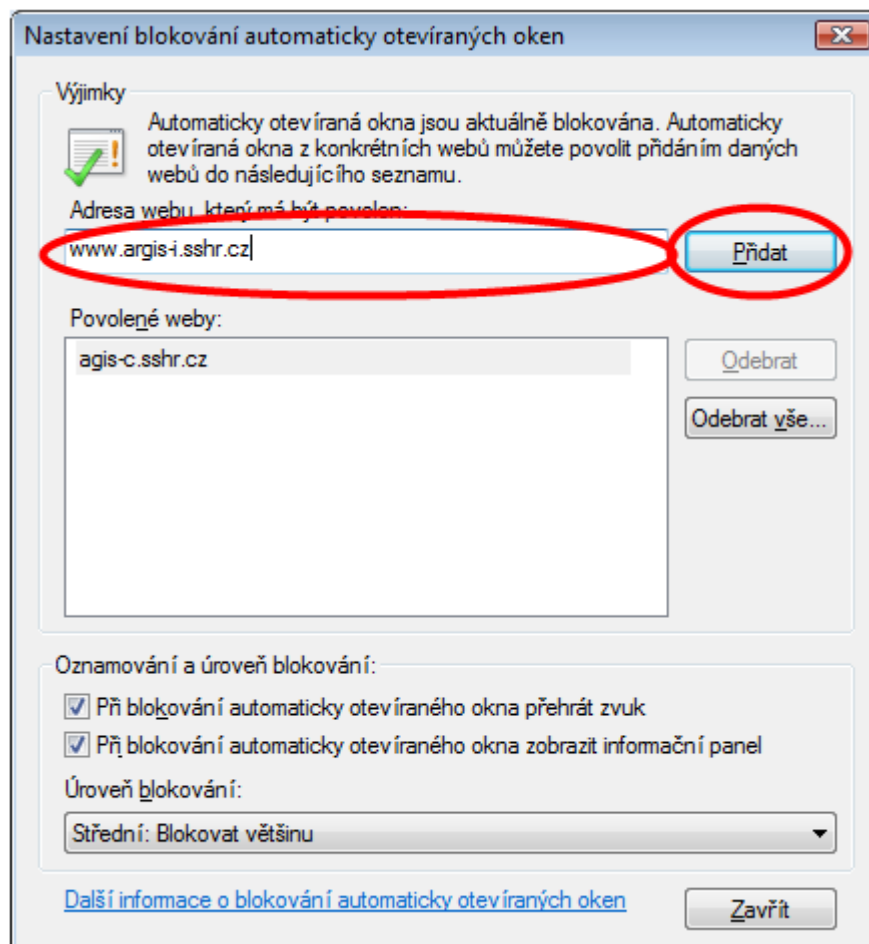 Nastavení blokování automaticky otevíraných oken
Výjimky
Automaticky otevíraná okna jsou aktuálně blokována. Automaticky
otevíraná okna z konkrétních webů můžete povolit přidáním daných
webů do následujícího seznamu.
Adresa webu, který má být povolen:
www.argis-i.sshr.cz
Přidat
Povolené weby:
agis-c.sshr.cz
Odebrat
Odebrat vše...
Oznamování a úroveň blokování:
Při blokování automaticky otevíraného okna přehrát zvuk
Při blokování automaticky otevíraného okna zobrazit informační panel
Úroveň blokování:
Střední: Blokovat většinu
Další informace o blokování automaticky otevíraných oken
Zavřít